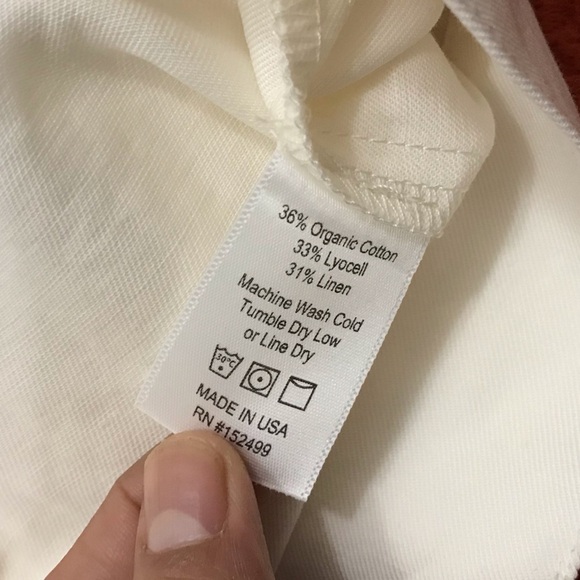 36% Organic Cotton
33% Lyocell
31% Linen
Machine Wash Cold
Tumble Dry Low
or Line Dry
30°C
MADE IN USA
RN #152499